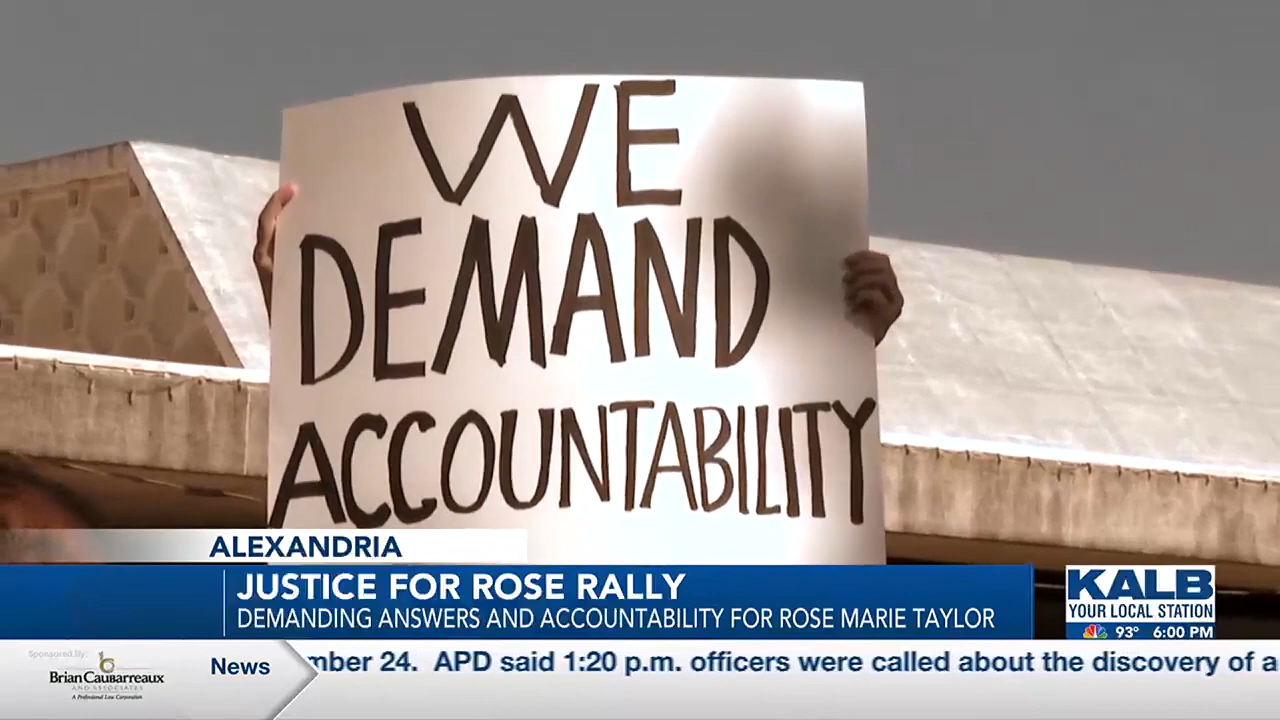 WE
DEMAND
ACCOUNTABILITY
ALEXANDRIA
JUSTICE FOR ROSE RALLY
DEMANDING ANSWERS AND ACCOUNTABILITY FOR ROSE MARIE TAYLOR
KALB
YOUR LOCAL STATION
93° 6:00 PM
Sponsored By:
Brian Caubarreaux
AND ASSOCIATES
A Professional Law Corporation
News
mber 24. APD said 1:20 p.m. officers were called about the discovery of a